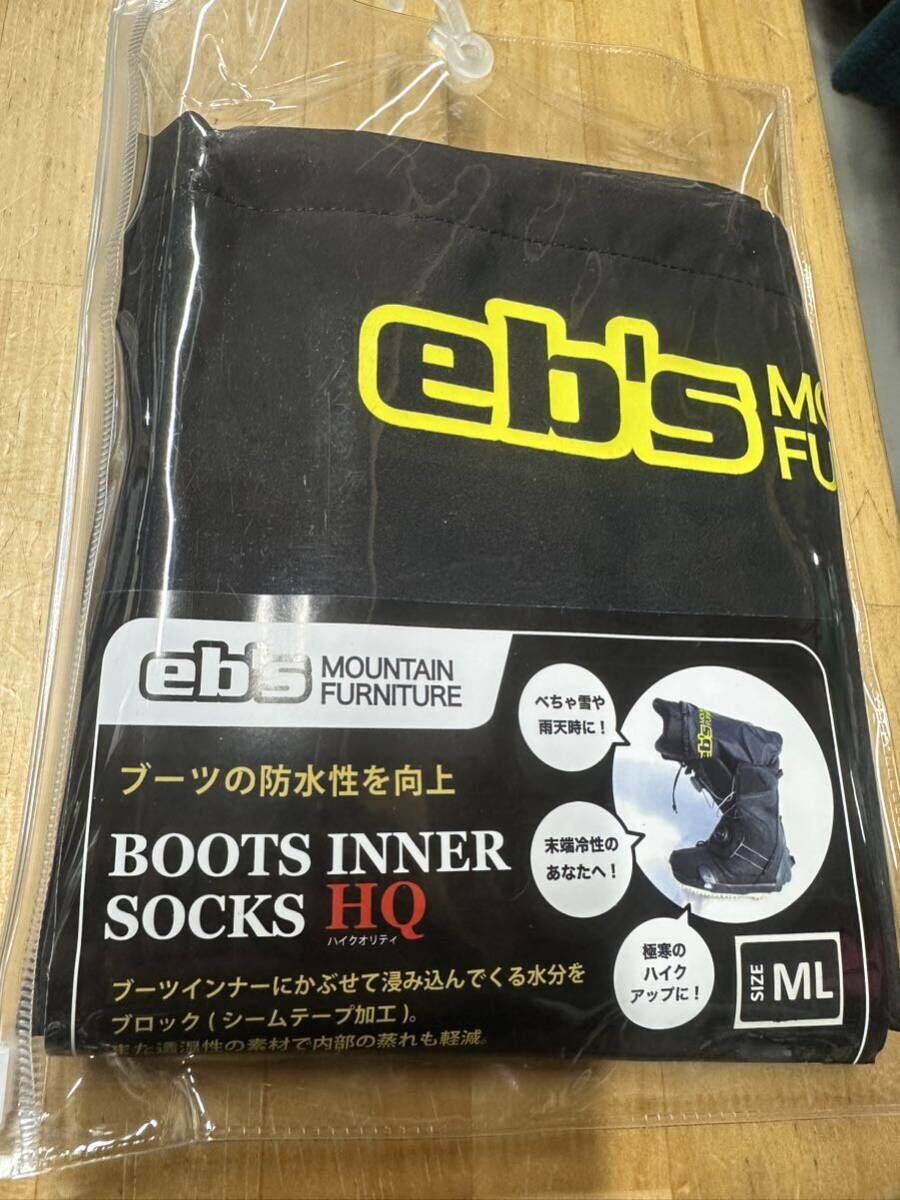 eb's
eb's
MOUNTAIN
FURNITURE
ブーツの防水性を向上
BOOTS INNER
SOCKS HQ
ハイクオリティ
ブーツインナーにかぶせて浸み込んでくる水分を
ブロック(シームテープ加工)。
また透湿性の素材で内部の蒸れも軽減。
べちゃ雪や
雨天時に!
末端冷性の
あなたへ!
極寒の
ハイク
アップに!
eb's
SIZE
ML